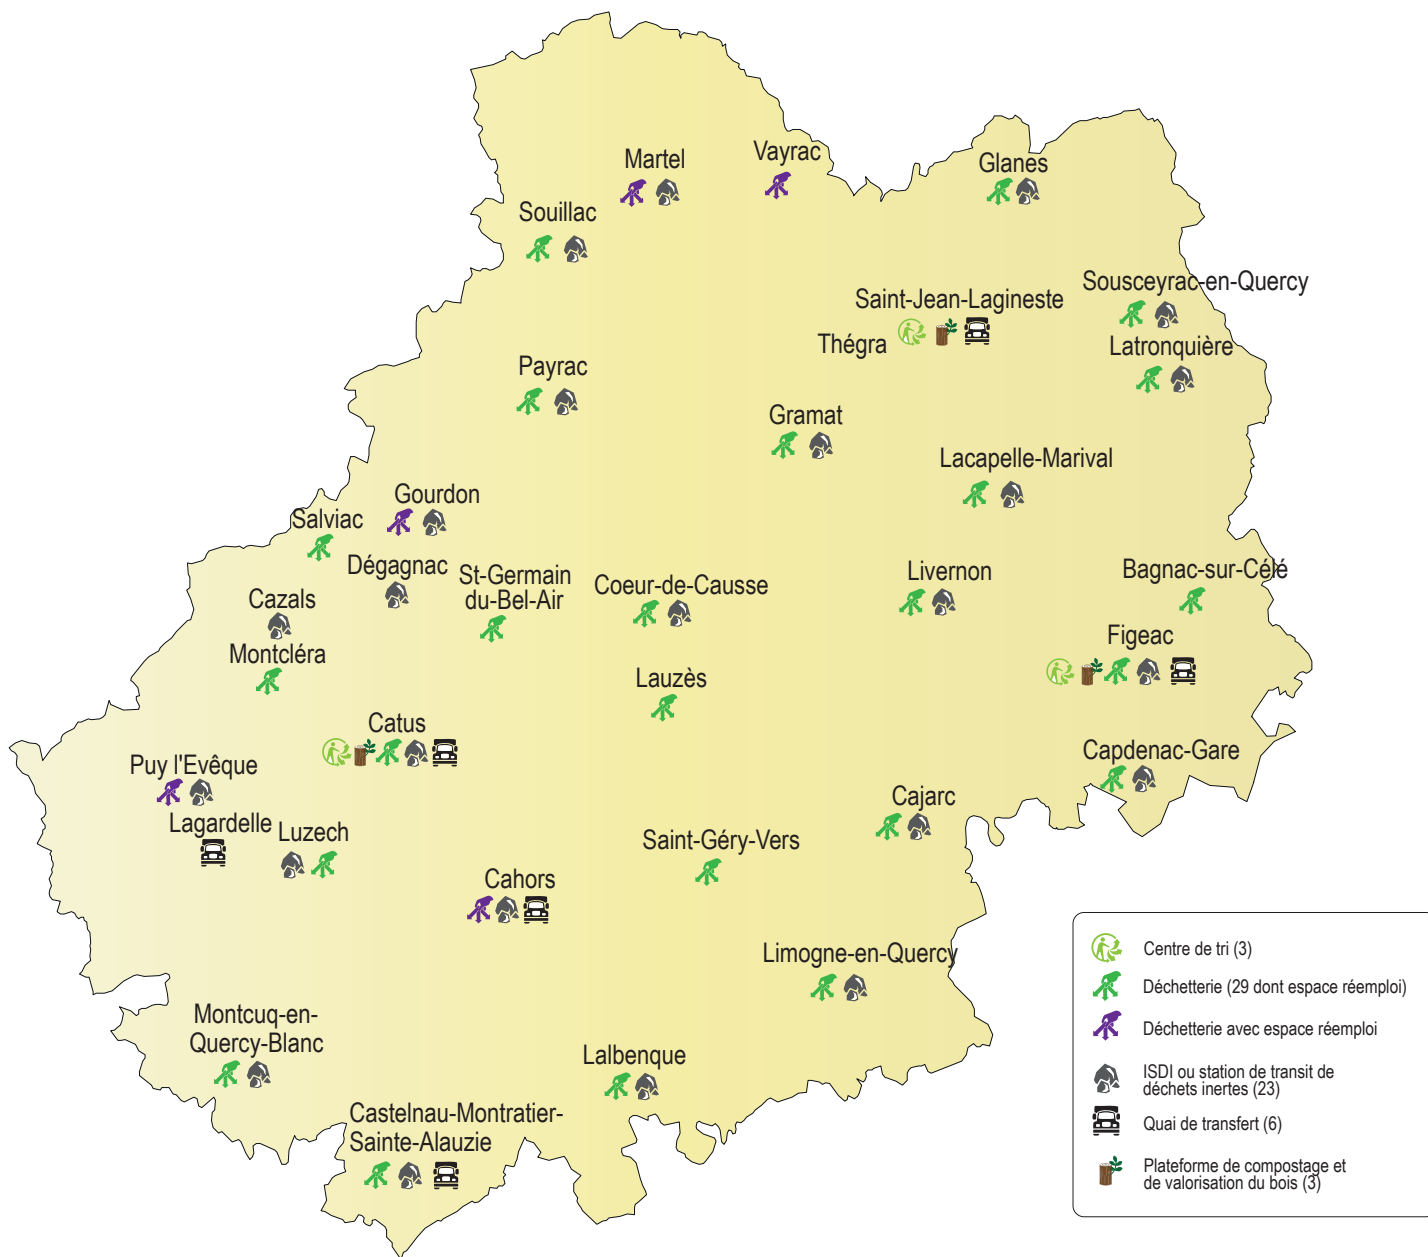 Martel
Vayrac
Glanes
Souillac
Sousceyrac-en-Quercy
Saint-Jean-Lagineste
Thégra
Latronquière
Payrac
Gramat
Lacapelle-Marival
Gourdon
Salviac
Dégagnac
St-Germain
du-Bel-Air
Coeur-de-Causse
Livernon
Bagnac-sur-Célé
Cazals
Montcléra
Figeac
Lauzès
Catus
Puy l'Evêque
Capdenac-Gare
Cajarc
Lagardelle
Luzech
Saint-Géry-Vers
Cahors
Limogne-en-Quercy
Montcuq-en-
Quercy-Blanc
Lalbenque
Castelnau-Montratier-
Sainte-Alauzie
Centre de tri (3)
Déchetterie (29 dont espace réemploi)
Déchetterie avec espace réemploi
ISDI ou station de transit de
déchets inertes (23)
Quai de transfert (6)
Plateforme de compostage et
de valorisation du bois (3)